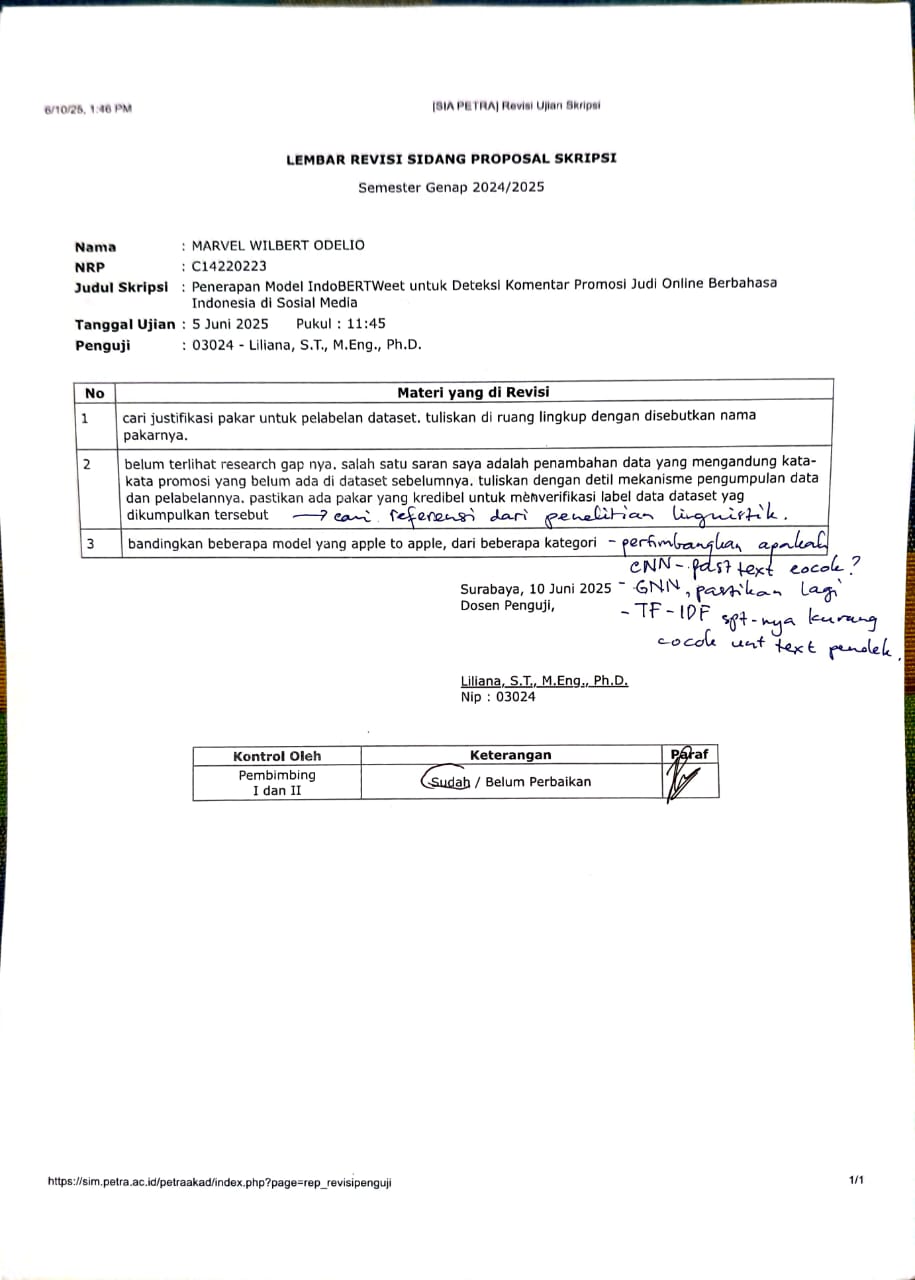 6/10/25, 1:46 PM
[SIA PETRA] Revisi Ujian Skripsi
LEMBAR REVISI SIDANG PROPOSAL SKRIPSI
Semester Genap 2024/2025
Nama : MARVEL WILBERT ODELIO
NRP : C14220223
Judul Skripsi : Penerapan Model IndoBERTWeet untuk Deteksi Komentar Promosi Judi Online Berbahasa
Indonesia di Sosial Media
Tanggal Ujian : 5 Juni 2025 Pukul : 11:45
Penguji : 03024 - Liliana, S.T., M.Eng., Ph.D.
No Materi yang di Revisi
1 cari justifikasi pakar untuk pelabelan dataset. tuliskan di ruang lingkup dengan disebutkan nama
pakarnya.
2 belum terlihat research gap nya. salah satu saran saya adalah penambahan data yang mengandung kata-
kata promosi yang belum ada di dataset sebelumnya. tuliskan dengan detil mekanisme pengumpulan data
dan pelabelannya. pastikan ada pakar yang kredibel untuk menverifikasi label data dataset yag
dikumpulkan tersebut → cari referensi dari penelitian linguistik.
3 bandingkan beberapa model yang apple to apple, dari beberapa kategori - pertimbangkan apakah
CNN - fast text cocok?
Surabaya, 10 Juni 2025 - GNN, pastikan lagi
Dosen Penguji, - TF-IDF spt-nya kurang
cocok unt text pendek.
Liliana, S.T., M.Eng., Ph.D.
Nip : 03024
Kontrol Oleh Keterangan Paraf
Pembimbing
I dan II
Sudah / Belum Perbaikan
https://sim.petra.ac.id/petraakad/index.php?page=rep_revisipenguji
1/1